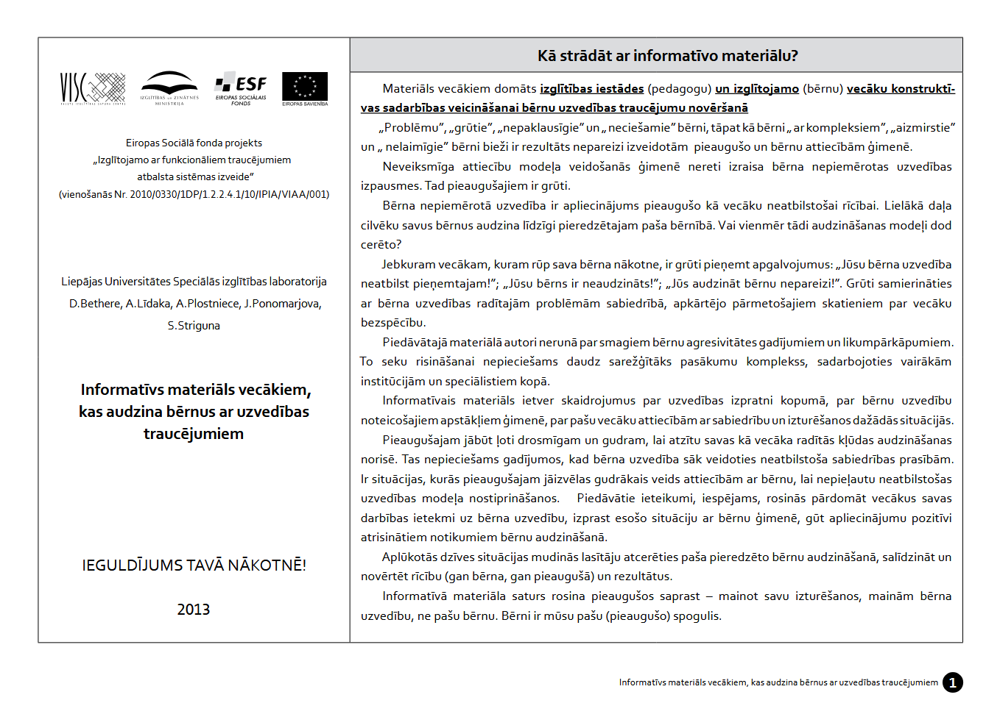 VISC
VALSTS IZGLĪTĪBAS SATURA CENTRS
IZGLĪTĪBAS UN ZINĀTNES
MINISTRIJA
ESF
EIROPAS SOCIĀLAIS
FONDS
EIROPAS SAVIENĪBA
Eiropas Sociālā fonda projekts
„Izglītojamo ar funkcionāliem traucējumiem
atbalsta sistēmas izveide”
(vienošanās Nr. 2010/0330/1DP/1.2.2.4.1/10/IPIA/VIAA/001)
Liepājas Universitātes Speciālās izglītības laboratorija
D.Bethere, A.Līdaka, A.Plostniece, J.Ponomarjova,
S.Striguna
Informatīvs materiāls vecākiem,
kas audzina bērnus ar uzvedības
traucējumiem
IEGULDĪJUMS TAVĀ NĀKOTNĒ!
2013
Kā strādāt ar informatīvo materiālu?
Materiāls vecākiem domāts izglītības iestādes (pedagogu) un izglītojamo (bērnu) vecāku konstruktī-
vas sadarbības veicināšanai bērnu uzvedības traucējumu novēršanā
„Problēmu”, „grūtie”, „nepaklausīgie” un „ neciešamie” bērni, tāpat kā bērni „ ar kompleksiem”, „aizmirstie”
un „ nelaimīgie” bērni bieži ir rezultāts nepareizi izveidotām pieaugušo un bērnu attiecībām ģimenē.
Neveiksmīga attiecību modeļa veidošanās ģimenē nereti izraisa bērna nepiemērotas uzvedības
izpausmes. Tad pieaugušajiem ir grūti.
Bērna nepiemērotā uzvedība ir apliecinājums pieaugušo kā vecāku neatbilstošai rīcībai. Lielākā daļa
cilvēku savus bērnus audzina līdzīgi pieredzētajam paša bērnībā. Vai vienmēr tādi audzināšanas modeļi dod
cerēto?
Jebkuram vecākam, kuram rūp sava bērna nākotne, ir grūti pieņemt apgalvojumus: „Jūsu bērna uzvedība
neatbilst pieņemtajam!”; „Jūsu bērns ir neaudzināts!”; „Jūs audzināt bērnu nepareizi!”. Grūti samierināties
ar bērna uzvedības radītajām problēmām sabiedrībā, apkārtējo pārmetošajiem skatieniem par vecāku
bezspēcību.
Piedāvātajā materiālā autori nerunā par smagiem bērnu agresivitātes gadījumiem un likumpārkāpumiem.
To seku risināšanai nepieciešams daudz sarežģītāks pasākumu komplekss, sadarbojoties vairākām
institūcijām un speciālistiem kopā.
Informatīvais materiāls ietver skaidrojumus par uzvedības izpratni kopumā, par bērnu uzvedību
noteicošajiem apstākļiem ģimenē, par pašu vecāku attiecībām ar sabiedrību un izturēšanos dažādās situācijās.
Pieaugušajam jābūt ļoti drosmīgam un gudram, lai atzītu savas kā vecāka radītās kļūdas audzināšanas
norisē. Tas nepieciešams gadījumos, kad bērna uzvedība sāk veidoties neatbilstoša sabiedrības prasībām.
Ir situācijas, kurās pieaugušajam jāizvēlas gudrākais veids attiecībām ar bērnu, lai nepieļautu neatbilstošas
uzvedības modeļa nostiprināšanos. Piedāvātie ieteikumi, iespējams, rosinās pārdomāt vecākus savas
darbības ietekmi uz bērna uzvedību, izprast esošo situāciju ar bērnu ģimenē, gūt apliecinājumu pozitīvi
atrisinātiem notikumiem bērnu audzināšanā.
Aplūkotās dzīves situācijas mudinās lasītāju atcerēties paša pieredzēto bērnu audzināšanā, salīdzināt un
novērtēt rīcību (gan bērna, gan pieaugušā) un rezultātus.
Informatīvā materiāla saturs rosina pieaugušos saprast – mainot savu izturēšanos, mainām bērna
uzvedību, ne pašu bērnu. Bērni ir mūsu pašu (pieaugušo) spogulis.
Informatīvs materiāls vecākiem, kas audzina bērnus ar uzvedības traucējumiem 1